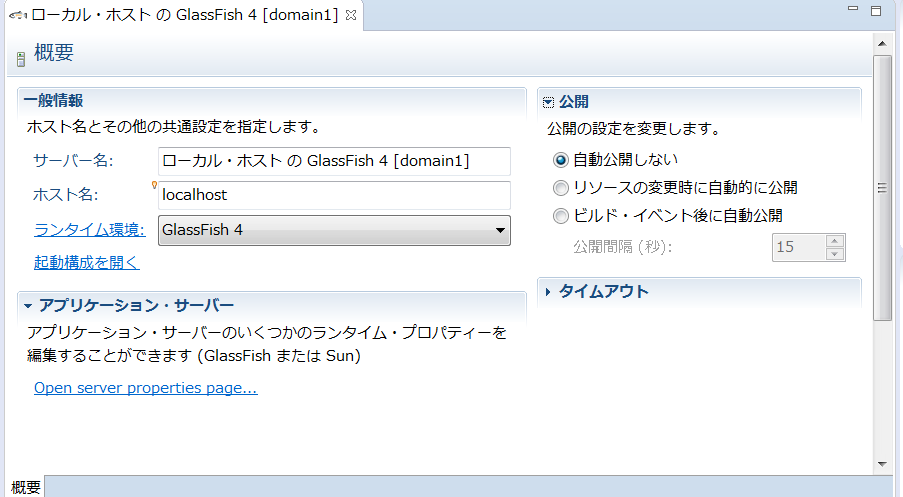 ローカル・ホスト の GlassFish 4 [domain1]
概要
一般情報
ホスト名とその他の共通設定を指定します。
サーバー名:
ローカル・ホスト の GlassFish 4 [domain1]
ホスト名:
localhost
ランタイム環境:
GlassFish 4
起動構成を開く
アプリケーション・サーバー
アプリケーション・サーバーのいくつかのランタイム・プロパティーを
編集することができます (GlassFish または Sun)
Open server properties page...
公開
公開の設定を変更します。
自動公開しない
リソースの変更時に自動的に公開
ビルド・イベント後に自動公開
公開間隔 (秒):
15
タイムアウト
概要